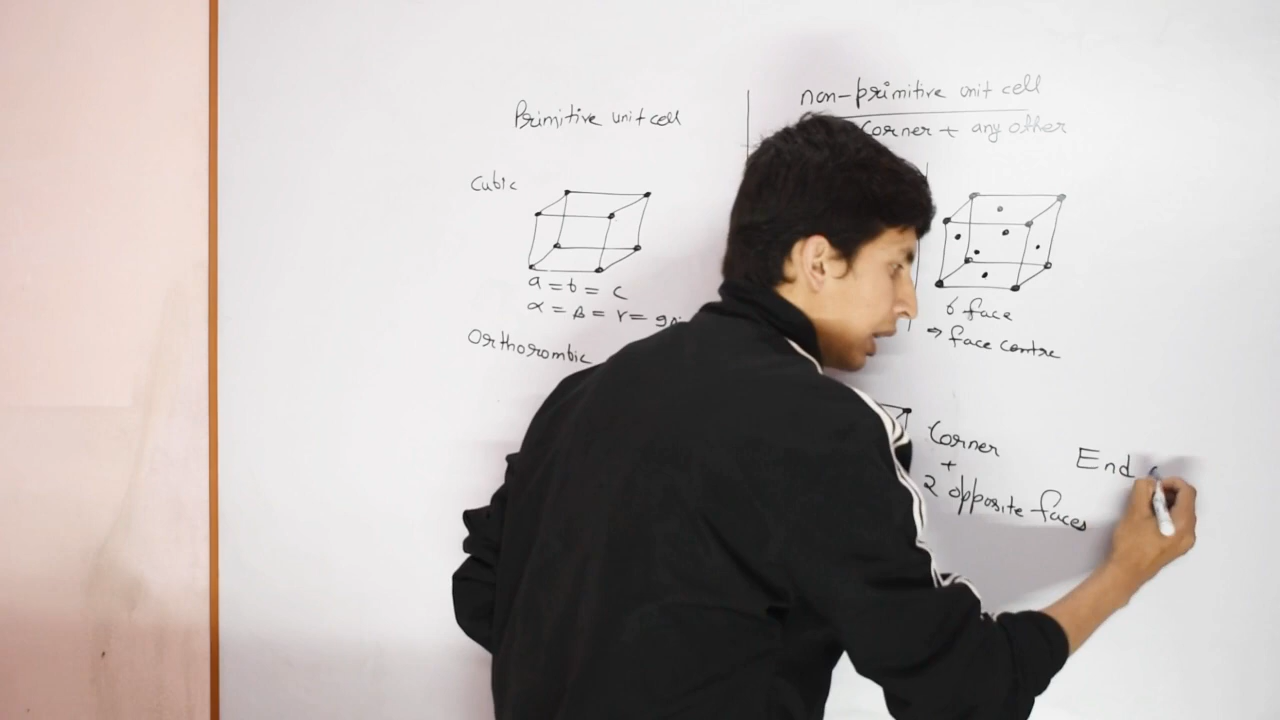 Primitive unit cell
non-primitive unit cell
Corner + any other
Cubic
a = b = c
α = β = γ =
6 face
→ face centre
Orthorombic
Corner
+
2 opposite faces
End